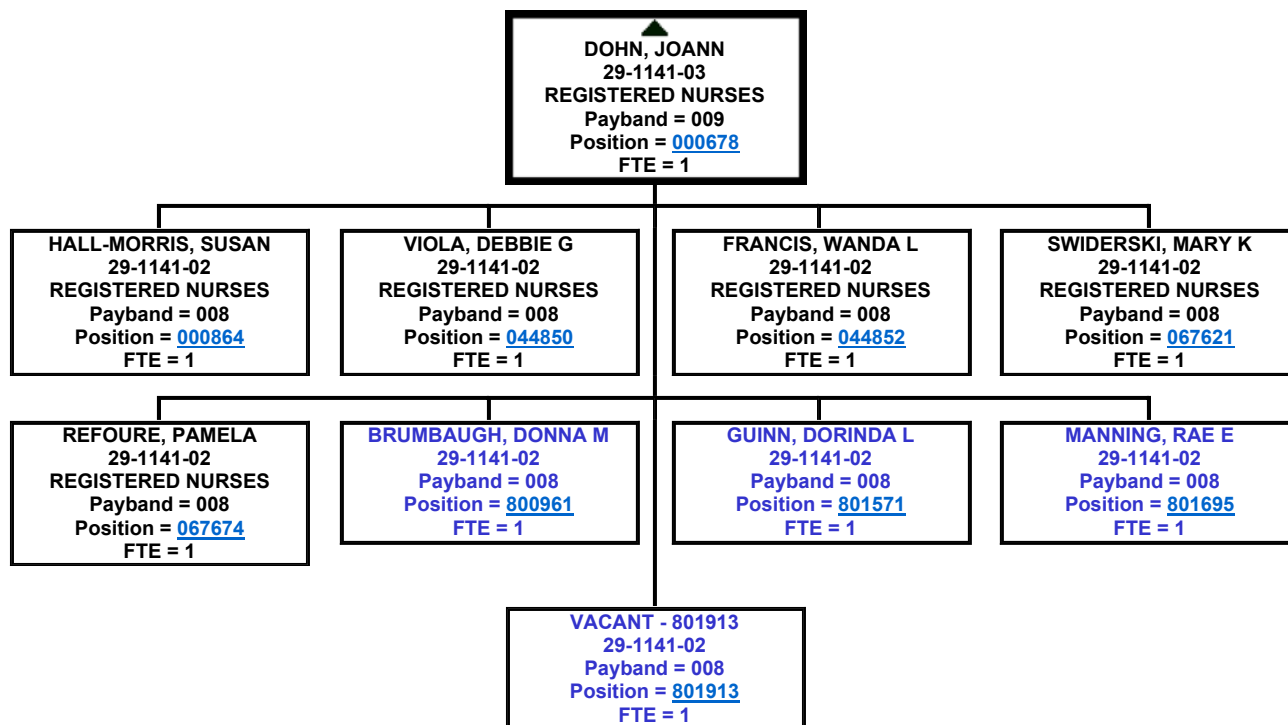 DOHN, JOANN
29-1141-03
REGISTERED NURSES
Payband = 009
Position = 000678
FTE = 1
HALL-MORRIS, SUSAN
29-1141-02
REGISTERED NURSES
Payband = 008
Position = 000864
FTE = 1
VIOLA, DEBBIE G
29-1141-02
REGISTERED NURSES
Payband = 008
Position = 044850
FTE = 1
FRANCIS, WANDA L
29-1141-02
REGISTERED NURSES
Payband = 008
Position = 044852
FTE = 1
SWIDERSKI, MARY K
29-1141-02
REGISTERED NURSES
Payband = 008
Position = 067621
FTE = 1
REFOURE, PAMELA
29-1141-02
REGISTERED NURSES
Payband = 008
Position = 067674
FTE = 1
BRUMBAUGH, DONNA M
29-1141-02
Payband = 008
Position = 800961
FTE = 1
GUINN, DORINDA L
29-1141-02
Payband = 008
Position = 801571
FTE = 1
MANNING, RAE E
29-1141-02
Payband = 008
Position = 801695
FTE = 1
VACANT - 801913
29-1141-02
Payband = 008
Position = 801913
FTE = 1